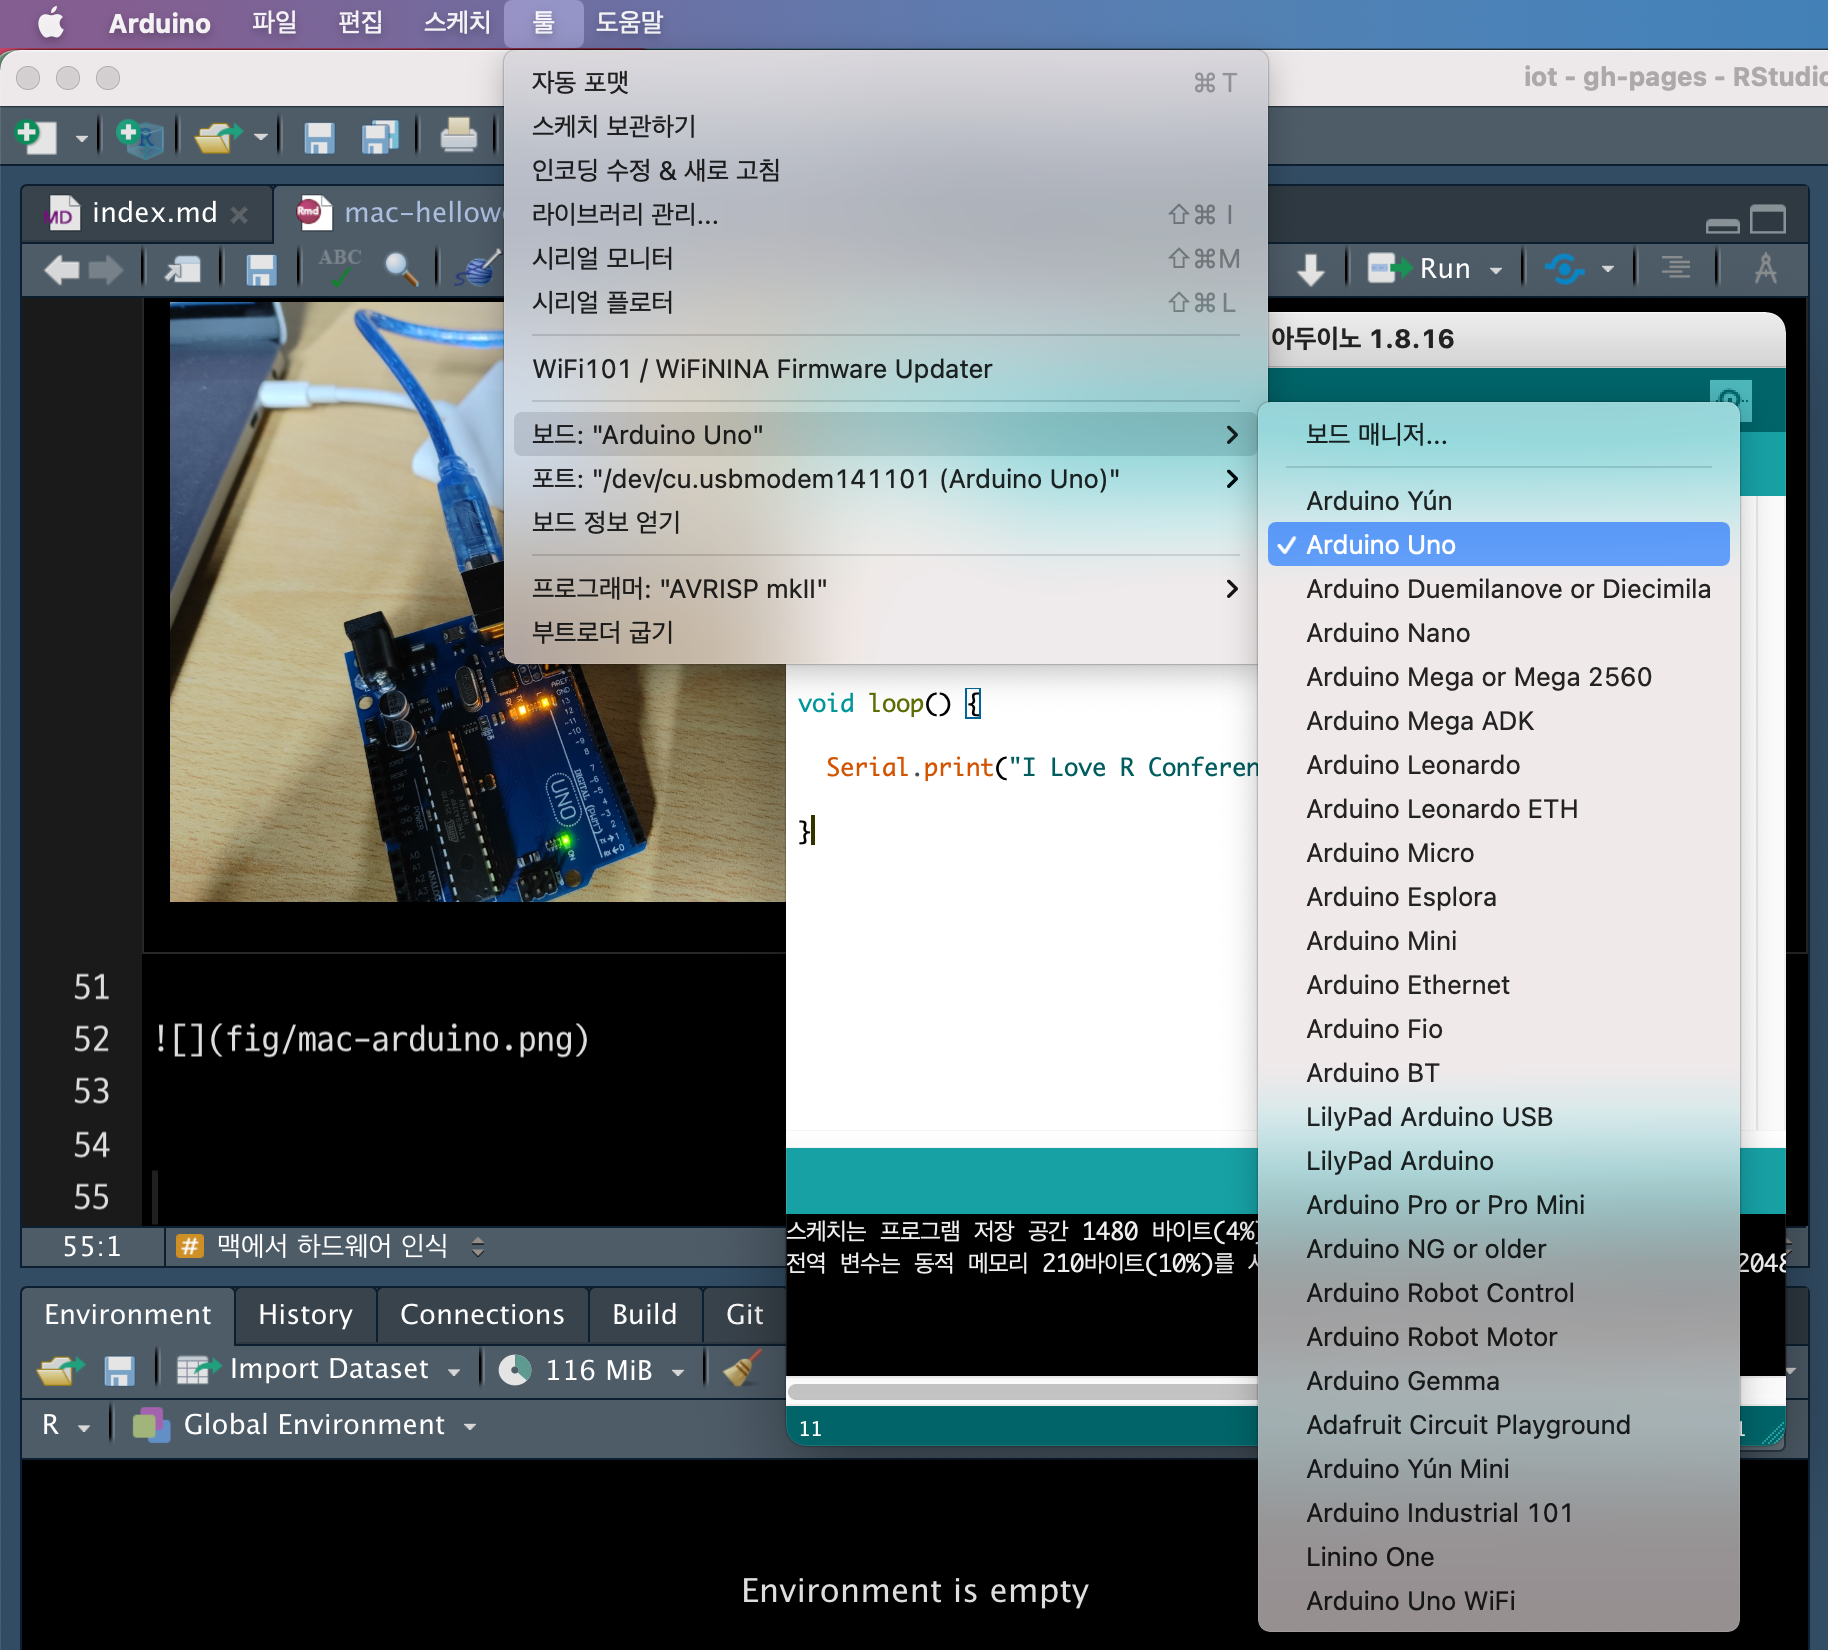 Arduino 파일 편집 스케치 툴 도움말
iot - gh-pages - RStudio
자동 포맷 ⌘T
스케치 보관하기
인코딩 수정 & 새로 고침
라이브러리 관리... ⇧⌘I
시리얼 모니터 ⇧⌘M
시리얼 플로터 ⇧⌘L
WiFi101 / WiFiNINA Firmware Updater
보드: "Arduino Uno"
포트: "/dev/cu.usbmodem141101 (Arduino Uno)"
보드 정보 얻기
프로그래머: "AVRISP mkII"
부트로더 굽기
index.md
mac-hellow
ABC
Run
아두이노 1.8.16
보드 매니저...
Arduino Yún
✓ Arduino Uno
Arduino Duemilanove or Diecimila
Arduino Nano
Arduino Mega or Mega 2560
Arduino Mega ADK
Arduino Leonardo
Arduino Leonardo ETH
Arduino Micro
Arduino Esplora
Arduino Mini
Arduino Ethernet
Arduino Fio
Arduino BT
LilyPad Arduino USB
LilyPad Arduino
Arduino Pro or Pro Mini
Arduino NG or older
Arduino Robot Control
Arduino Robot Motor
Arduino Gemma
Adafruit Circuit Playground
Arduino Yún Mini
Arduino Industrial 101
Linino One
Arduino Uno WiFi
void loop() {
Serial.print("I Love R Conferen
}
UNO
DIGITAL (PWM~)
51
52 ![](fig/mac-arduino.png)
53
54
55
55:1 # 맥에서 하드웨어 인식
스케치는 프로그램 저장 공간 1480 바이트(4%)
전역 변수는 동적 메모리 210바이트(10%)를 2048
11
Environment History Connections Build Git
Import Dataset 116 MiB
R Global Environment
Environment is empty